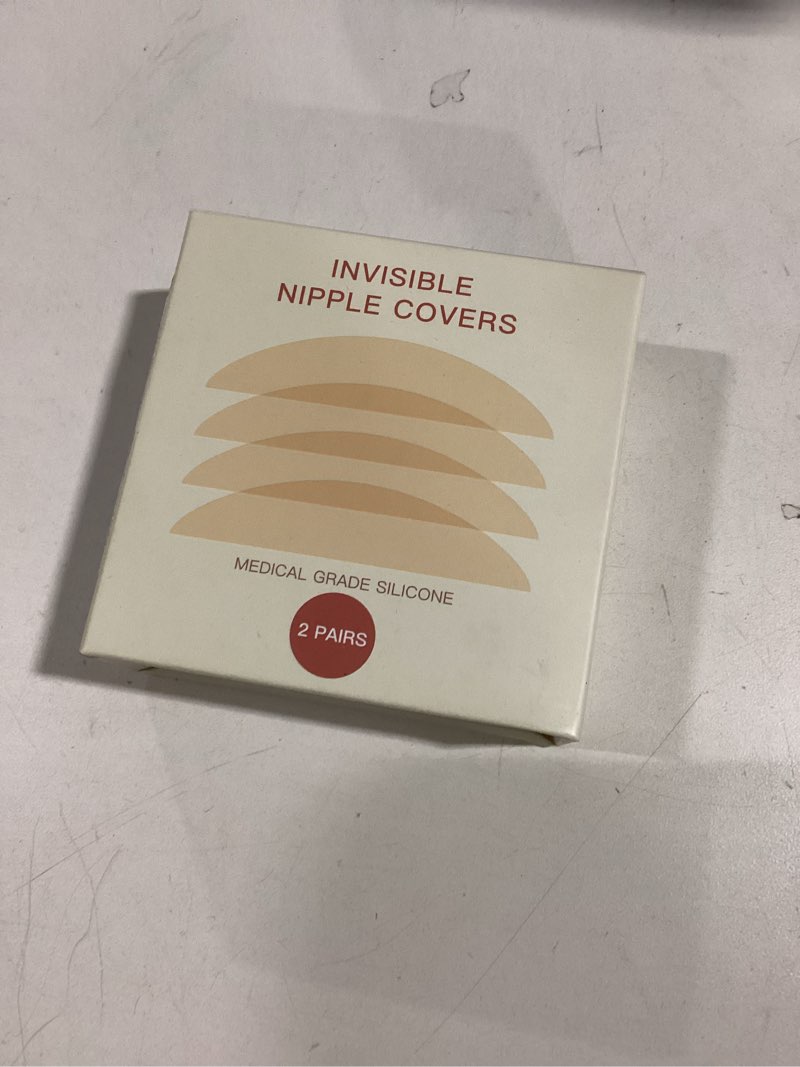 INVISIBLE
NIPPLE COVERS
MEDICAL GRADE SILICONE
2 PAIRS